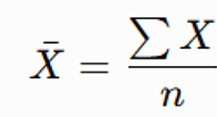 X̄ = ∑ X / n